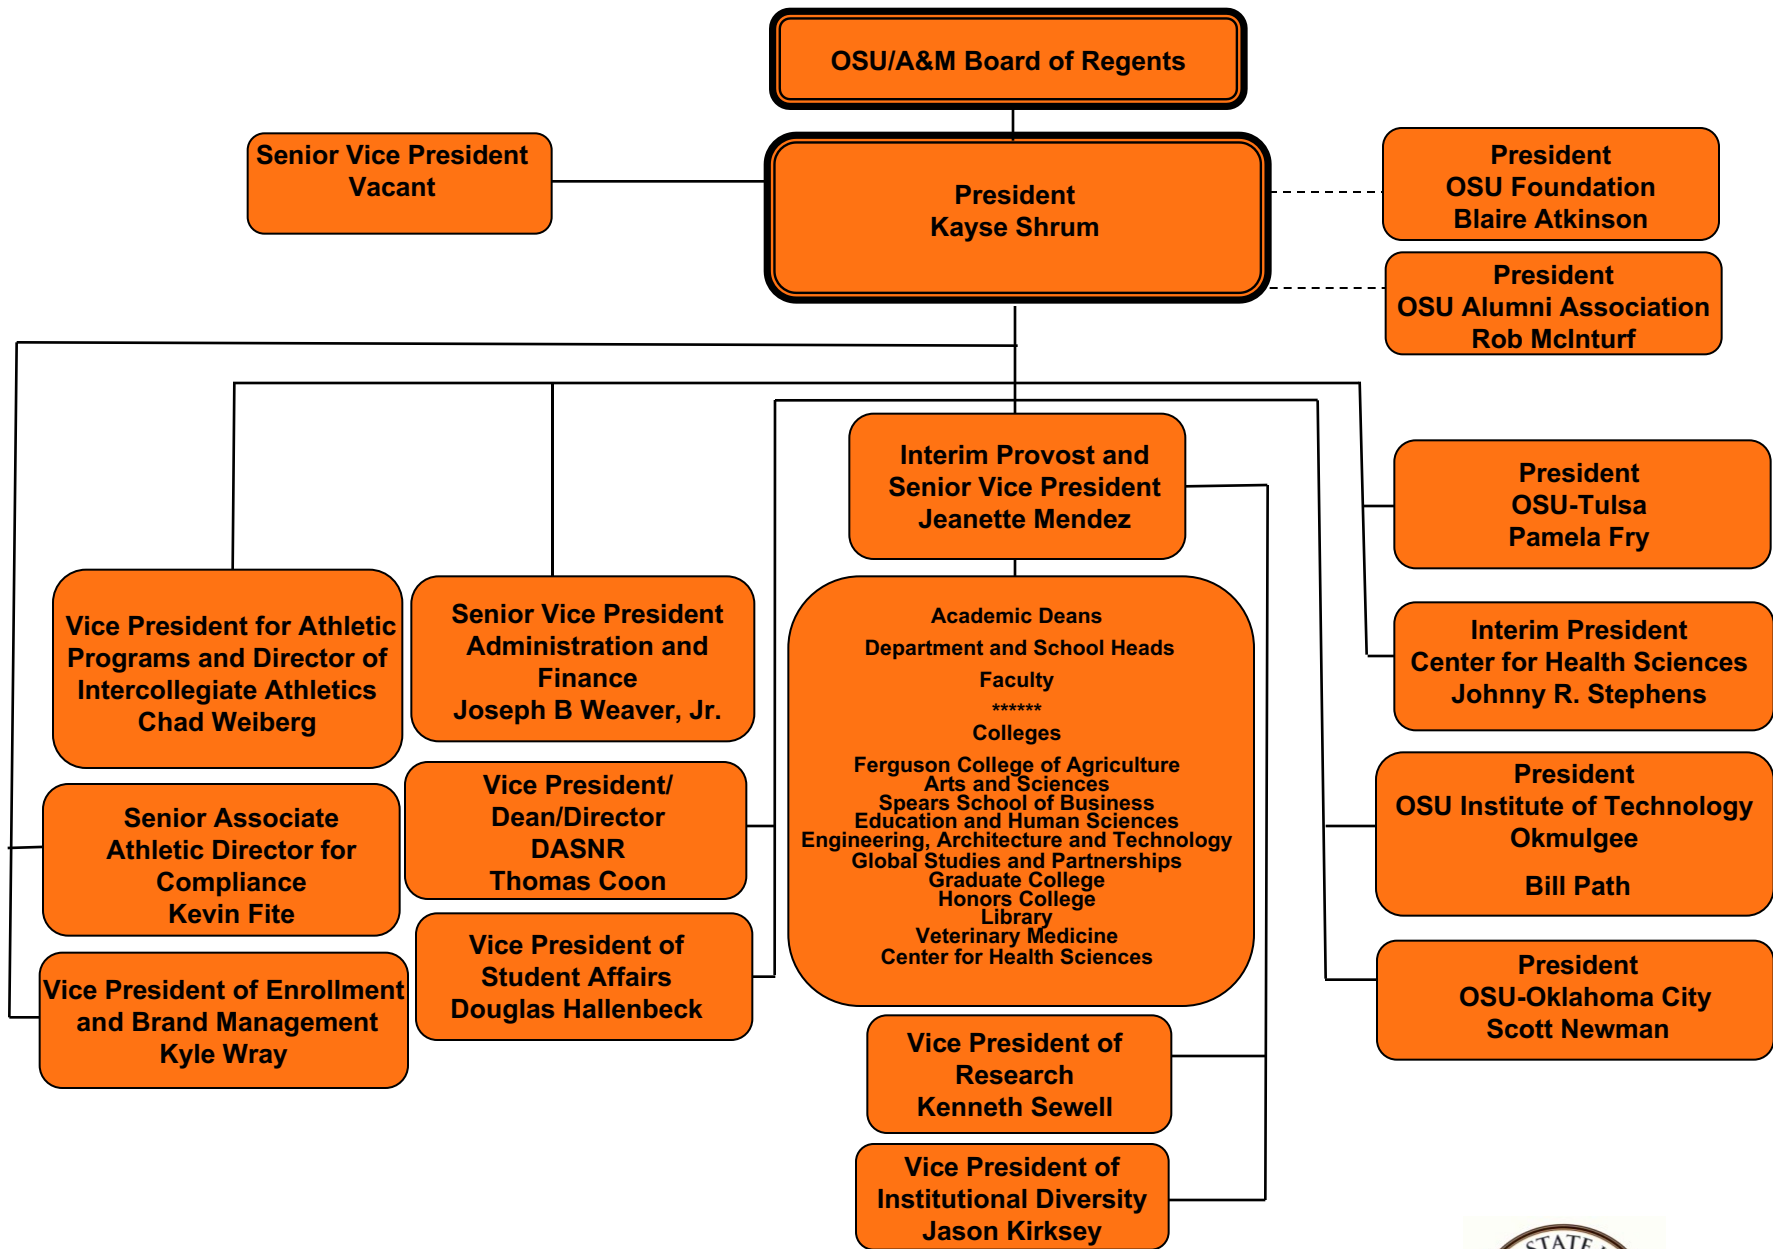 OSU/A&M Board of Regents
Senior Vice President
Vacant
President
Kayse Shrum
President
OSU Foundation
Blaire Atkinson
President
OSU Alumni Association
Rob McInturf
Interim Provost and
Senior Vice President
Jeanette Mendez
President
OSU-Tulsa
Pamela Fry
Vice President for Athletic
Programs and Director of
Intercollegiate Athletics
Chad Weiberg
Senior Vice President
Administration and
Finance
Joseph B Weaver, Jr.
Academic Deans
Department and School Heads
Faculty
******
Colleges
Ferguson College of Agriculture
Arts and Sciences
Spears School of Business
Education and Human Sciences
Engineering, Architecture and Technology
Global Studies and Partnerships
Graduate College
Honors College
Library
Veterinary Medicine
Center for Health Sciences
Interim President
Center for Health Sciences
Johnny R. Stephens
Senior Associate
Athletic Director for
Compliance
Kevin Fite
Vice President/
Dean/Director
DASNR
Thomas Coon
President
OSU Institute of Technology
Okmulgee
Bill Path
Vice President of Enrollment
and Brand Management
Kyle Wray
Vice President of
Student Affairs
Douglas Hallenbeck
President
OSU-Oklahoma City
Scott Newman
Vice President of
Research
Kenneth Sewell
Vice President of
Institutional Diversity
Jason Kirksey
STATE